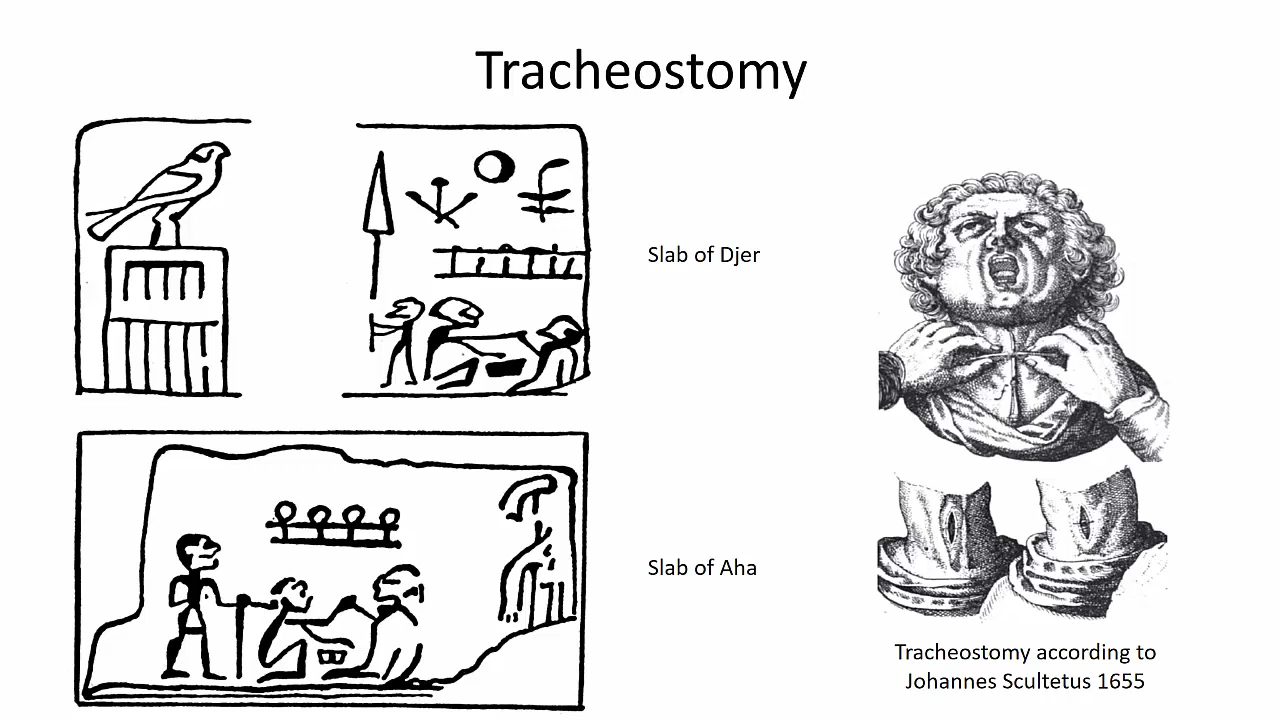 Tracheostomy
Slab of Djer
Slab of Aha
Tracheostomy according to
Johannes Scultetus 1655